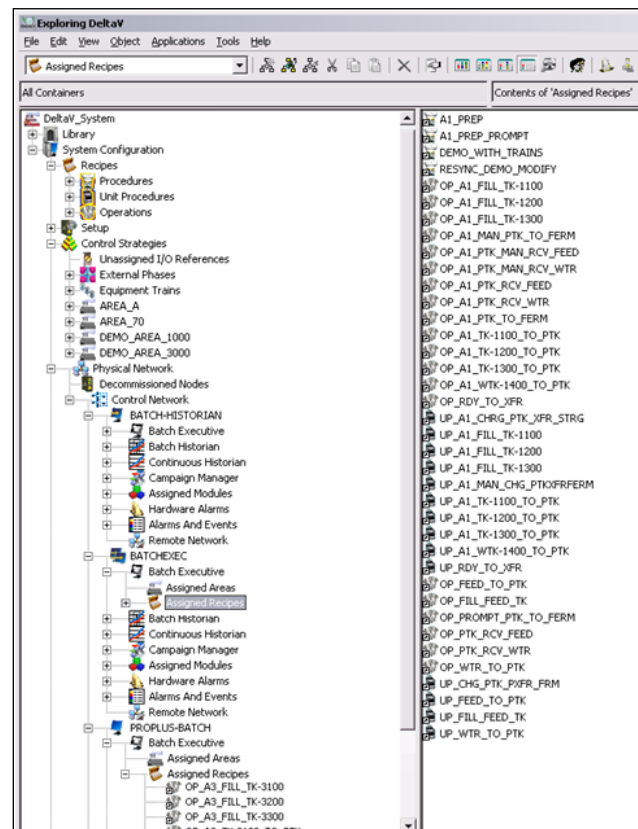 Exploring DeltaV
File Edit View Object Applications Tools Help
Assigned Recipes
All Containers
Contents of 'Assigned Recipes'
DeltaV_System
Library
System Configuration
Recipes
Procedures
Unit Procedures
Operations
Setup
Control Strategies
Unassigned I/O References
External Phases
Equipment Trains
AREA_A
AREA_70
DEMO_AREA_1000
DEMO_AREA_3000
Physical Network
Decommissioned Nodes
Control Network
BATCH-HISTORIAN
Batch Executive
Batch Historian
Continuous Historian
Campaign Manager
Assigned Modules
Hardware Alarms
Alarms And Events
Remote Network
BATCHEXEC
Batch Executive
Assigned Areas
Assigned Recipes
Batch Historian
Continuous Historian
Campaign Manager
Assigned Modules
Hardware Alarms
Alarms And Events
Remote Network
PROPLUS-BATCH
Batch Executive
Assigned Areas
Assigned Recipes
OP_A3_FILL_TK-3100
OP_A3_FILL_TK-3200
OP_A3_FILL_TK-3300
A1_PREP
A1_PREP_PROMPT
DEMO_WITH_TRAINS
RESYNC_DEMO_MODIFY
OP_A1_FILL_TK-1100
OP_A1_FILL_TK-1200
OP_A1_FILL_TK-1300
OP_A1_MAN_PTK_TO_FERM
OP_A1_PTK_MAN_RCV_FEED
OP_A1_PTK_MAN_RCV_WTR
OP_A1_PTK_RCV_FEED
OP_A1_PTK_RCV_WTR
OP_A1_PTK_TO_FERM
OP_A1_TK-1100_TO_PTK
OP_A1_TK-1200_TO_PTK
OP_A1_TK-1300_TO_PTK
OP_A1_WTK-1400_TO_PTK
OP_RDY_TO_XFR
UP_A1_CHRG_PTK_XFR_STRG
UP_A1_FILL_TK-1100
UP_A1_FILL_TK-1200
UP_A1_FILL_TK-1300
UP_A1_MAN_CHG_PTKXFRFERM
UP_A1_TK-1100_TO_PTK
UP_A1_TK-1200_TO_PTK
UP_A1_TK-1300_TO_PTK
UP_A1_WTK-1400_TO_PTK
UP_RDY_TO_XFR
OP_FEED_TO_PTK
OP_FILL_FEED_TK
OP_PROMPT_PTK_TO_FERM
OP_PTK_RCV_FEED
OP_PTK_RCV_WTR
OP_WTR_TO_PTK
UP_CHG_PTK_PXFR_FRM
UP_FEED_TO_PTK
UP_FILL_FEED_TK
UP_WTR_TO_PTK